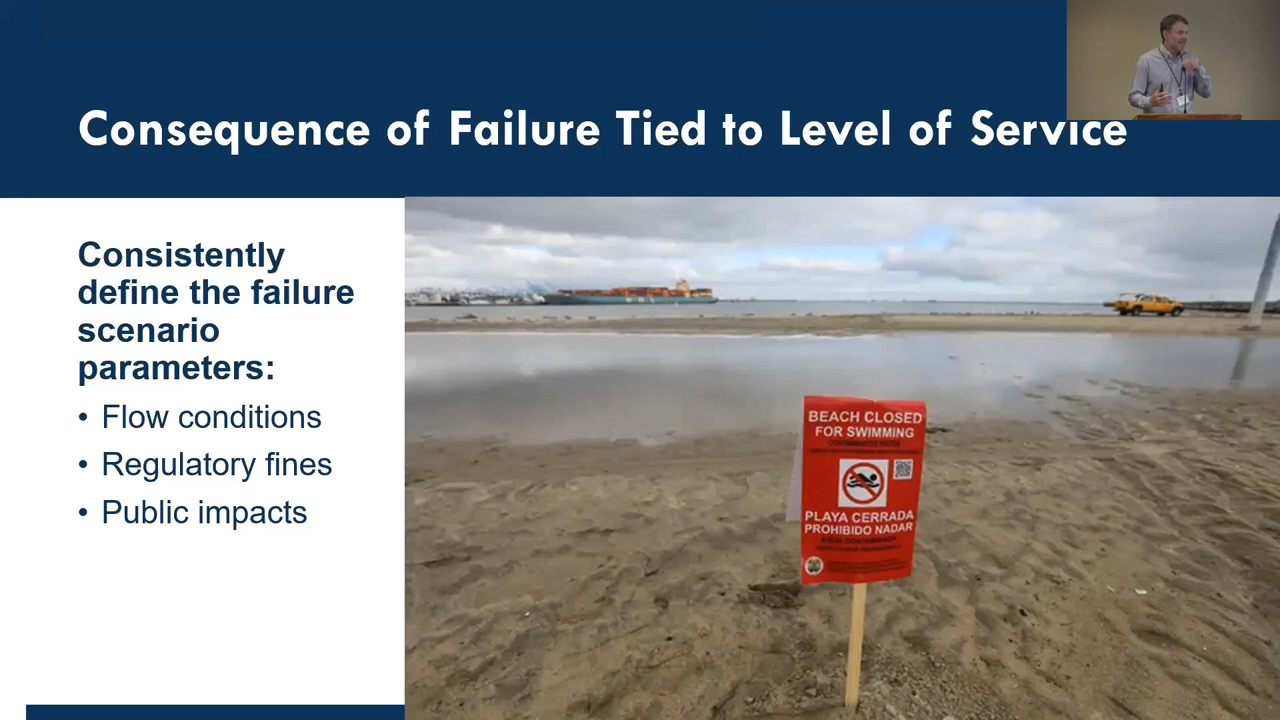 Consequence of Failure Tied to Level of Service
Consistently
define the failure
scenario
parameters:
• Flow conditions
• Regulatory fines
• Public impacts
BEACH CLOSED
FOR SWIMMING
PLAYA CERRADA
PROHIBIDO NADAR